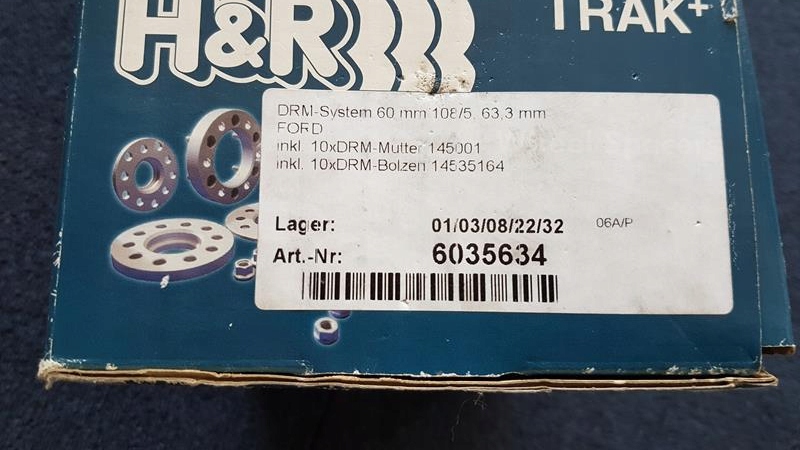 H&R
TRAK+
DRM-System 60 mm 108/5, 63,3 mm
FORD
inkl. 10xDRM-Mutter 145001
inkl. 10xDRM-Bolzen 14535164
Lager: 01/03/08/22/32 06A/P
Art.-Nr: 6035634